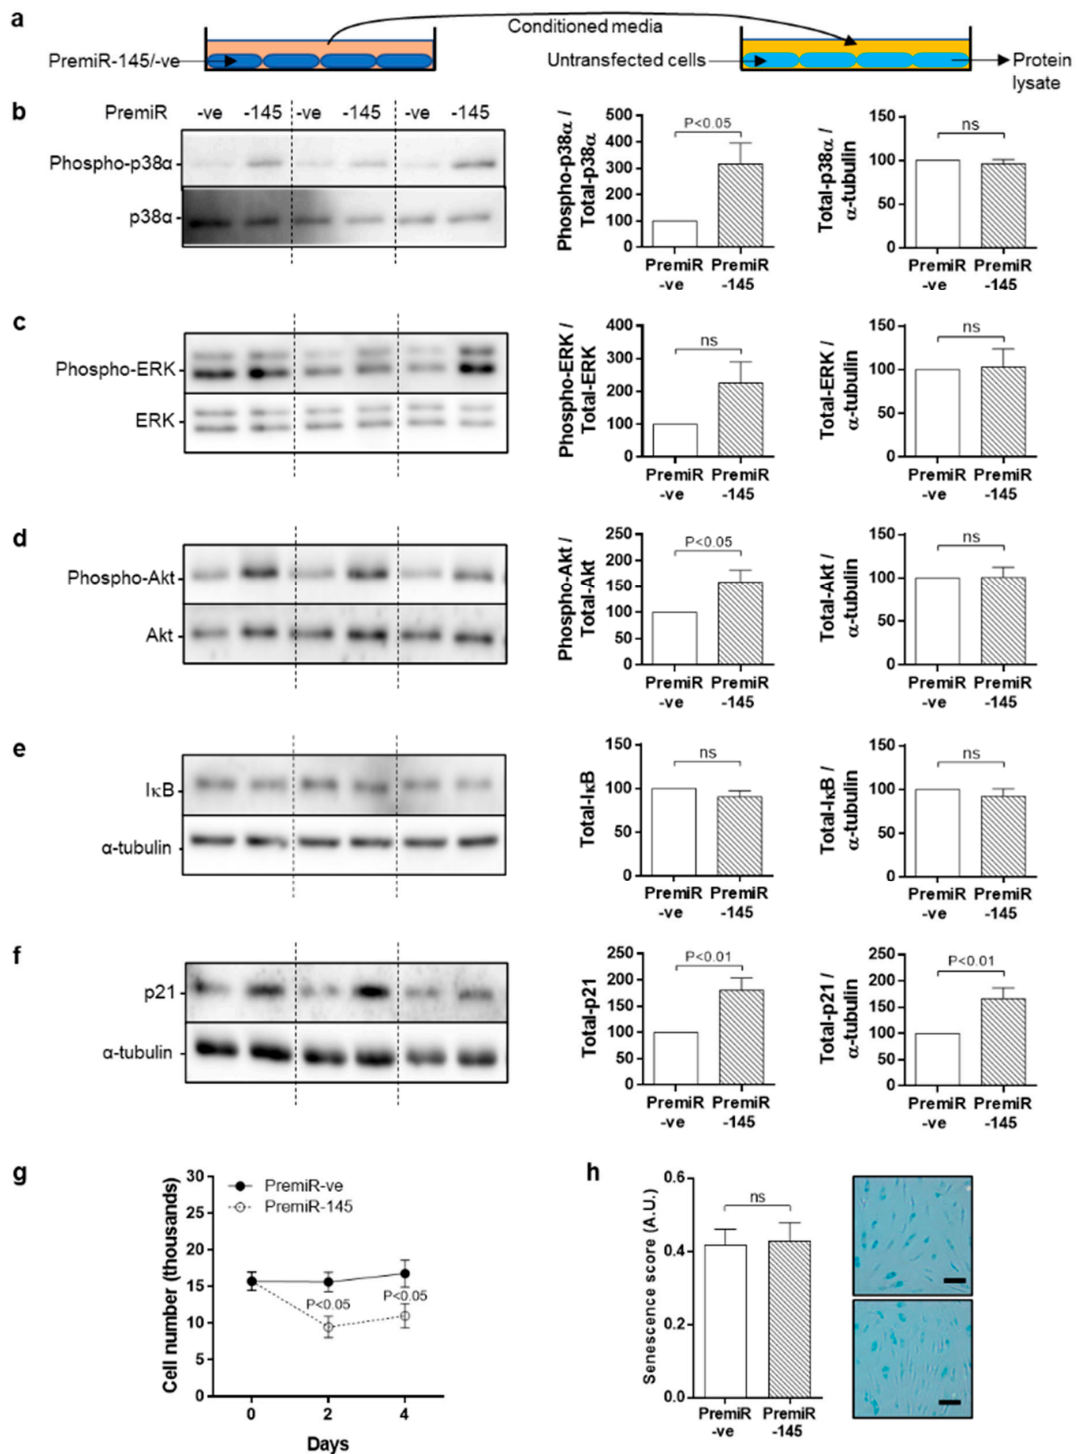 a
Conditioned media
PremiR-145/-ve
Untransfected cells
Protein
lysate
b
PremiR
-ve -145 -ve -145 -ve -145
Phospho-p38α
p38α
Phospho-p38α /
Total-p38α
500
400
300
200
100
0
P<0.05
PremiR
-ve
PremiR
-145
Total-p38α /
α-tubulin
150
100
50
0
ns
PremiR
-ve
PremiR
-145
c
Phospho-ERK
ERK
Phospho-ERK /
Total-ERK
400
300
200
100
0
ns
PremiR
-ve
PremiR
-145
Total-ERK /
α-tubulin
150
100
50
0
ns
PremiR
-ve
PremiR
-145
d
Phospho-Akt
Akt
Phospho-Akt /
Total-Akt
250
200
150
100
50
0
P<0.05
PremiR
-ve
PremiR
-145
Total-Akt /
α-tubulin
150
100
50
0
ns
PremiR
-ve
PremiR
-145
e
IκB
α-tubulin
Total-IκB
150
100
50
0
ns
PremiR
-ve
PremiR
-145
Total-IκB /
α-tubulin
150
100
50
0
ns
PremiR
-ve
PremiR
-145
f
p21
α-tubulin
Total-p21
250
200
150
100
50
0
P<0.01
PremiR
-ve
PremiR
-145
Total-p21 /
α-tubulin
250
200
150
100
50
0
P<0.01
PremiR
-ve
PremiR
-145
g
Cell number (thousands)
30
25
20
15
10
5
0
PremiR-ve
PremiR-145
P<0.05
P<0.05
0 2 4
Days
h
Senescence score (A.U.)
0.6
0.4
0.2
0.0
ns
PremiR
-ve
PremiR
-145